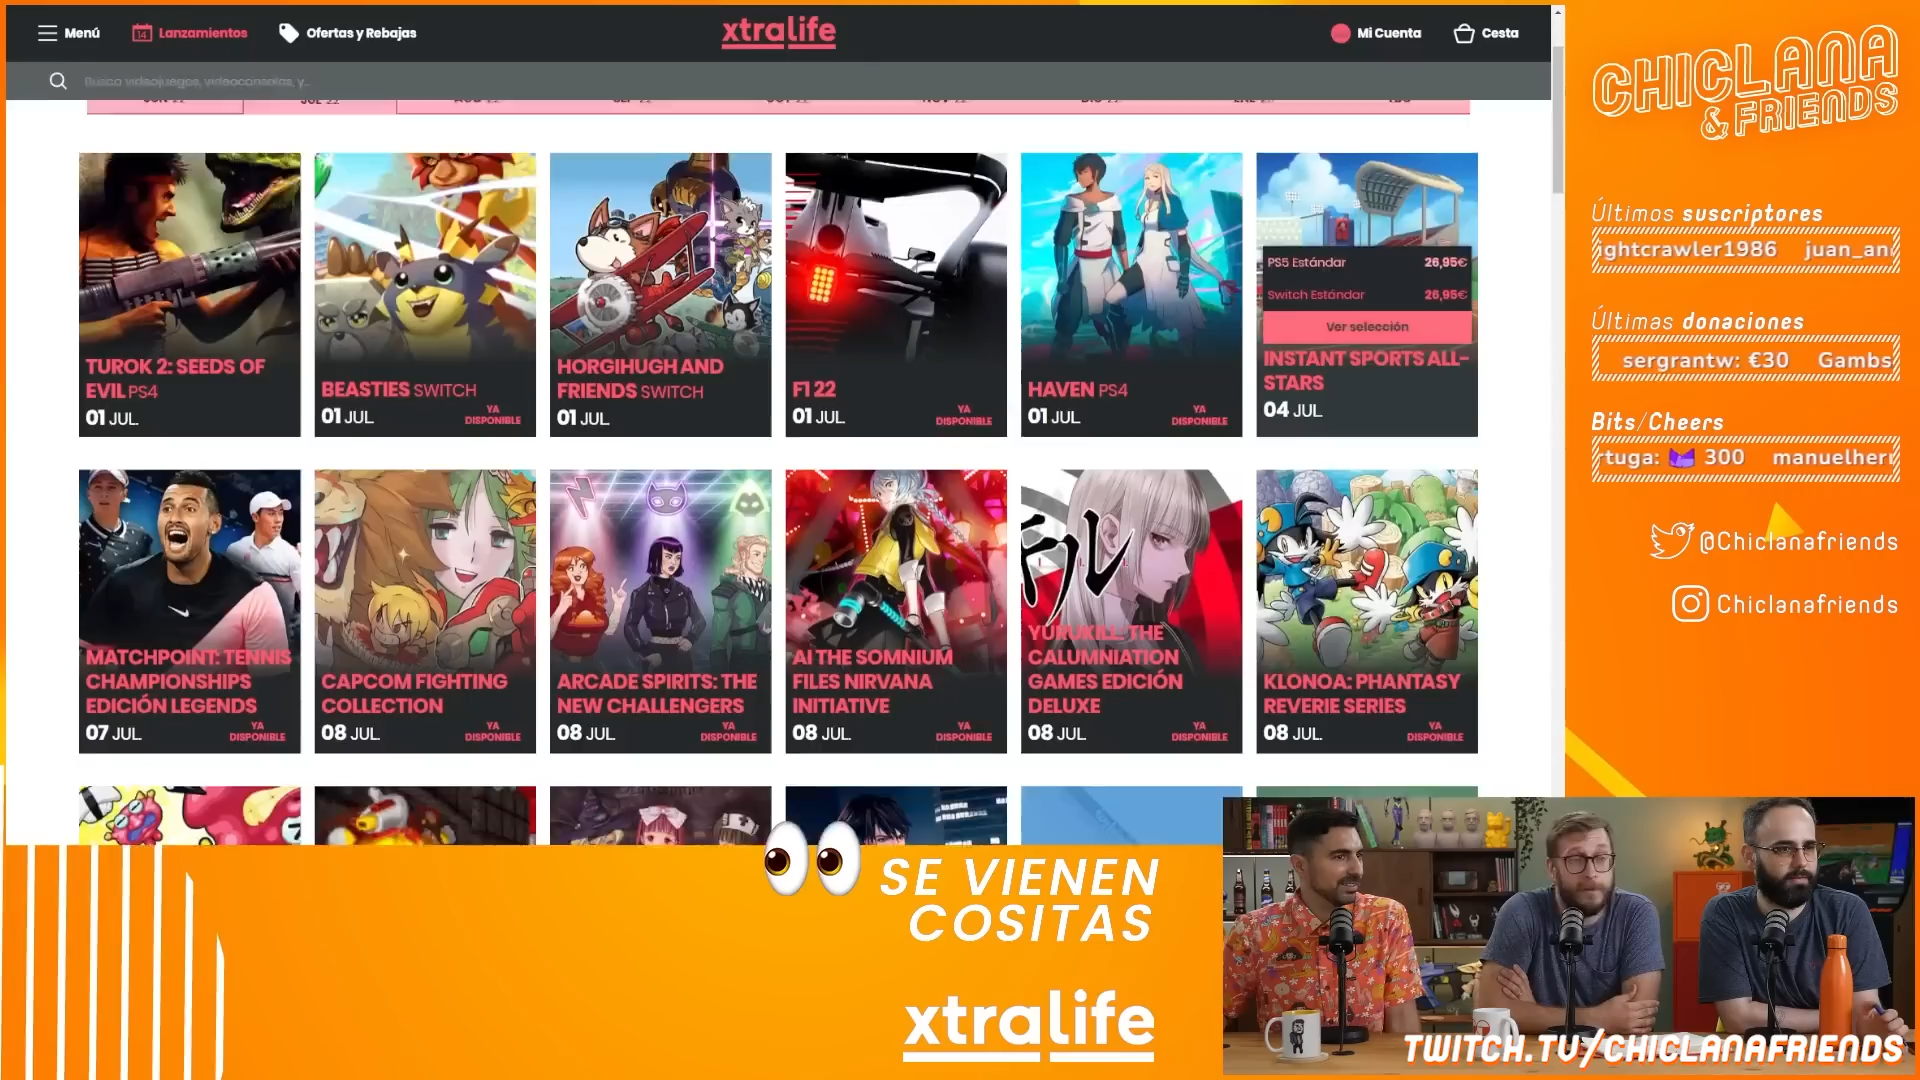 Menú
Lanzamientos
Ofertas y Rebajas
xtralife
Mi Cuenta
Cesta
Busca videojuegos, videoconsolas, y...
TUROK 2: SEEDS OF
EVIL PS4
01 JUL.
BEASTIES SWITCH
01 JUL.
YA
DISPONIBLE
HORGIHUGH AND
FRIENDS SWITCH
01 JUL.
F1 22
01 JUL.
YA
DISPONIBLE
HAVEN PS4
01 JUL.
YA
DISPONIBLE
PS5 Estándar 26,95€
Switch Estándar 26,95€
Ver selección
INSTANT SPORTS ALL-
STARS
04 JUL.
MATCHPOINT: TENNIS
CHAMPIONSHIPS
EDICIÓN LEGENDS
07 JUL.
YA
DISPONIBLE
CAPCOM FIGHTING
COLLECTION
08 JUL.
YA
DISPONIBLE
ARCADE SPIRITS: THE
NEW CHALLENGERS
08 JUL.
YA
DISPONIBLE
AI THE SOMNIUM
FILES NIRVANA
INITIATIVE
08 JUL.
YA
DISPONIBLE
YURUKILL: THE
CALUMNIATION
GAMES EDICIÓN
DELUXE
08 JUL.
YA
DISPONIBLE
KLONOA: PHANTASY
REVERIE SERIES
08 JUL.
YA
DISPONIBLE
CHICLANA
& FRIENDS
Últimos suscriptores
ightcrawler1986 juan_an
Últimas donaciones
sergrantw: €30 Gambs
Bits/Cheers
rtuga: 300 manuelher
@Chiclanafriends
Chiclanafriends
SE VIENEN
COSITAS
xtralife
TWITCH.TV/CHICLANAFRIENDS